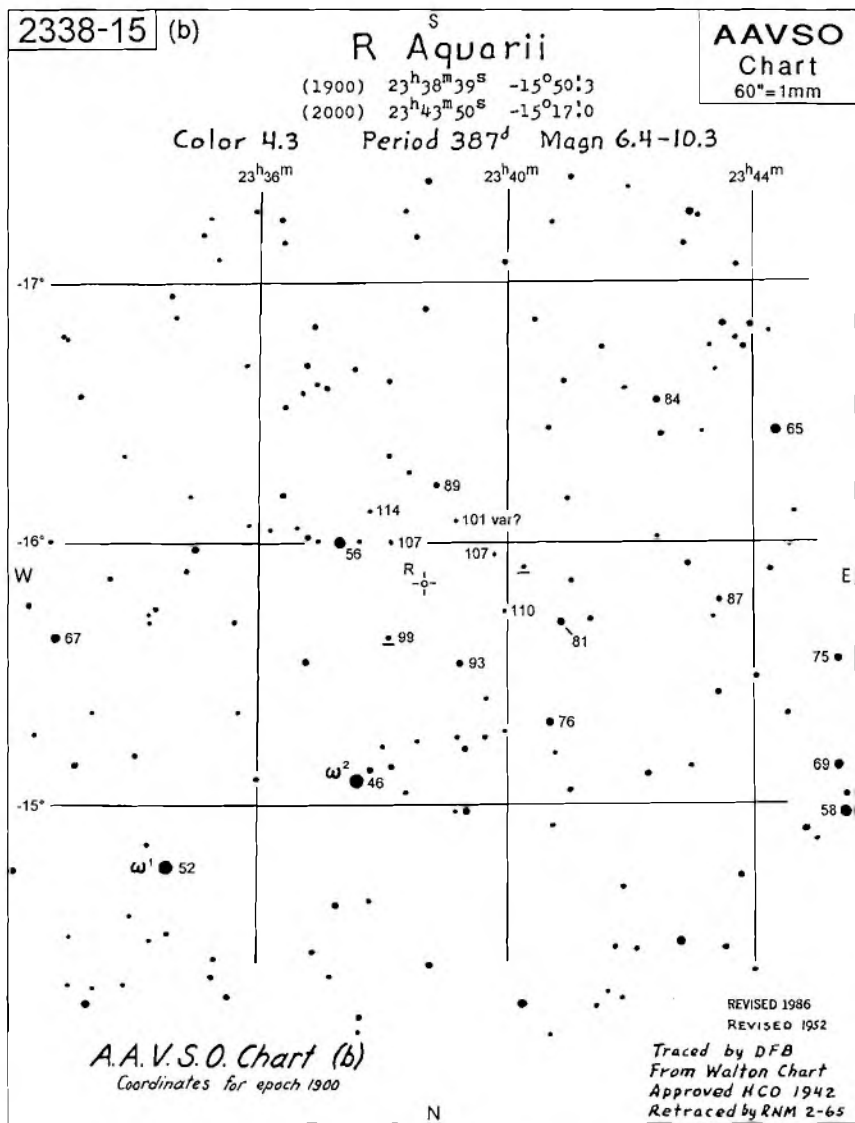 2338-15 (b)
S
R Aquarii
AAVSO
Chart
60"=1mm
(1900) 23ʰ38ᵐ39ˢ -15°50!3
(2000) 23ʰ43ᵐ50ˢ -15°17!0
Color 4.3 Period 387ᵈ Magn 6.4-10.3
23ʰ36ᵐ 23ʰ40ᵐ 23ʰ44ᵐ
-17°
84
65
89
114
101 var?
-16°
56
107
107
W
R
E
87
110
67
99
81
93
75
76
ω²
46
69
-15°
58
ω¹
52
REVISED 1986
REVISED 1952
A.A.V.S.O. Chart (b)
Coordinates for epoch 1900
Traced by DFB
From Walton Chart
Approved HCO 1942
Retraced by RNM 2-65
N